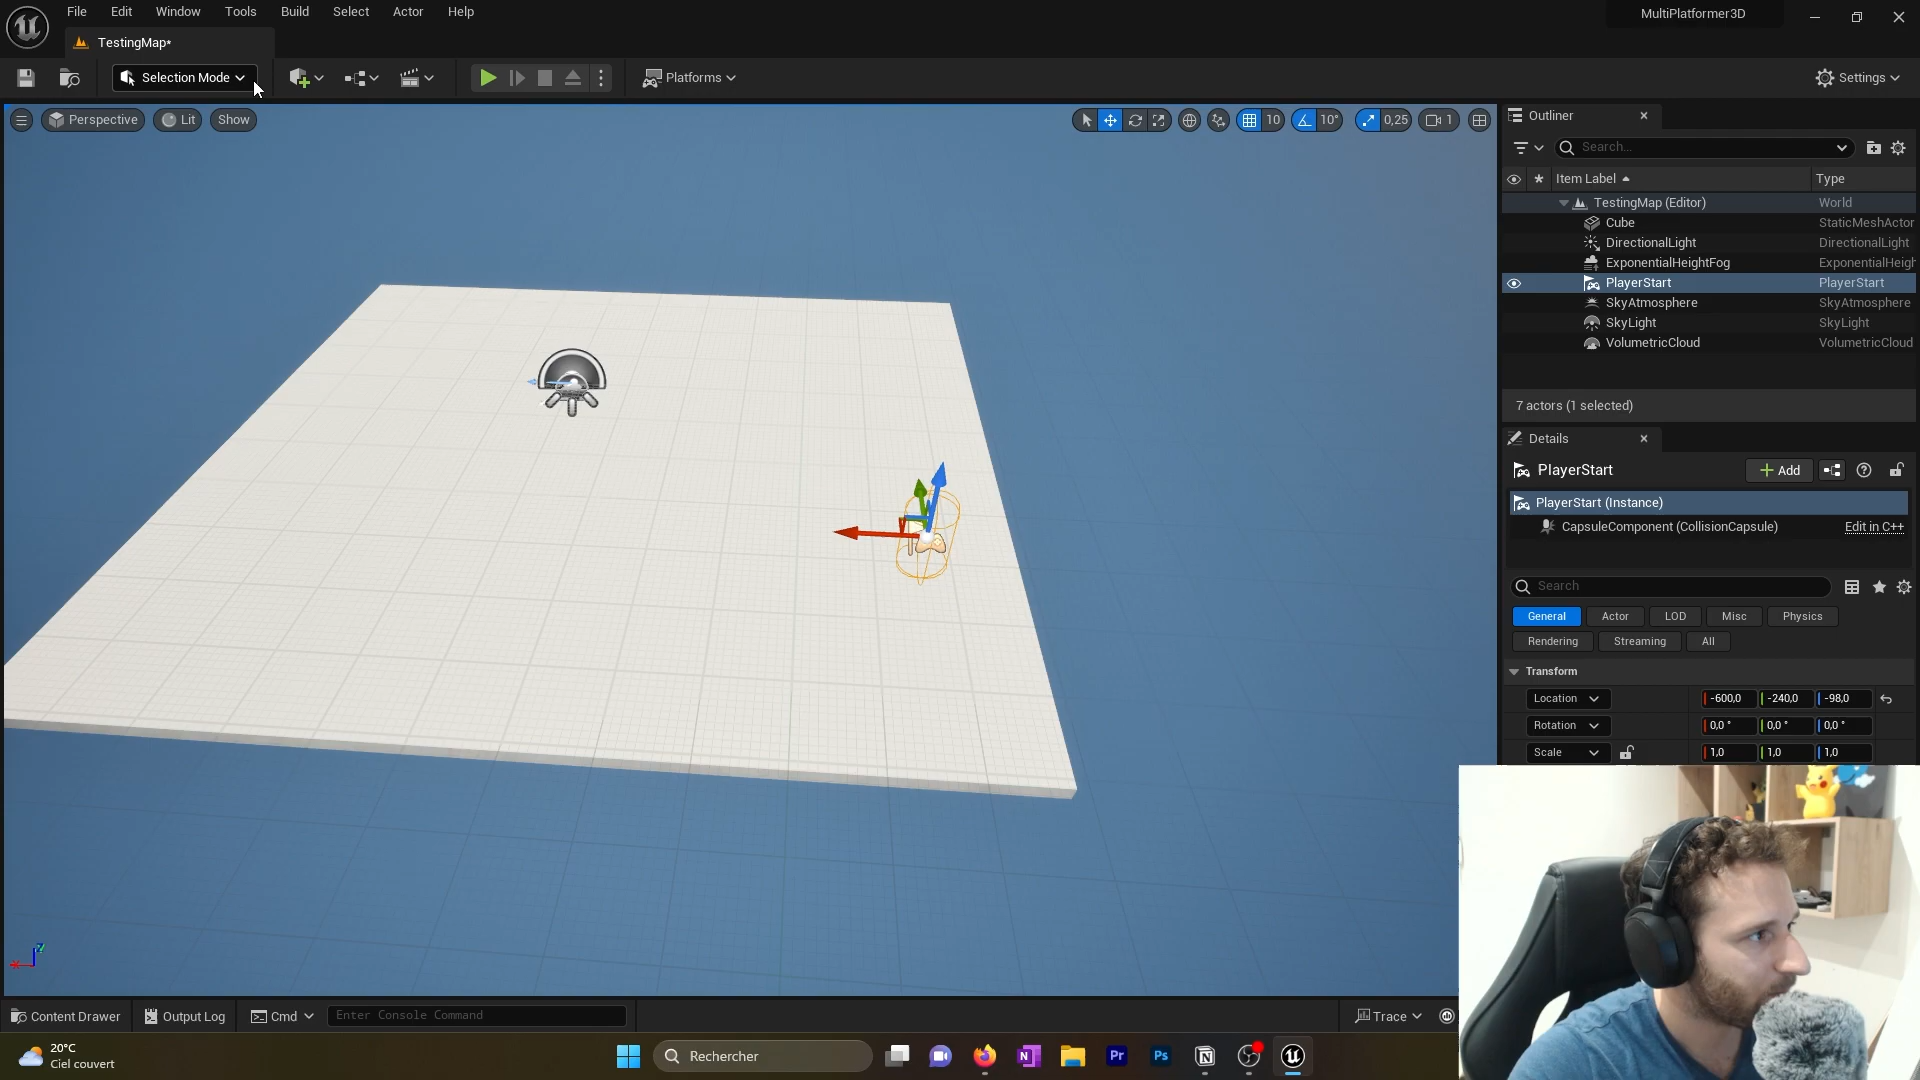 File Edit Window Tools Build Select Actor Help
MultiPlatformer3D
TestingMap*
Selection Mode
Platforms
Settings
Perspective Lit Show
10 10° 0,25 1
Outliner
Search...
Item Label Type
TestingMap (Editor) World
Cube StaticMeshActor
DirectionalLight DirectionalLight
ExponentialHeightFog ExponentialHeigh
PlayerStart PlayerStart
SkyAtmosphere SkyAtmosphere
SkyLight SkyLight
VolumetricCloud VolumetricCloud
7 actors (1 selected)
Details
PlayerStart
Add
PlayerStart (Instance)
CapsuleComponent (CollisionCapsule) Edit in C++
Search
General Actor LOD Misc Physics
Rendering Streaming All
Transform
Location -600,0 -240,0 -98,0
Rotation 0,0 ° 0,0 ° 0,0 °
Scale 1,0 1,0 1,0
Content Drawer Output Log Cmd Enter Console Command
Trace
20°C
Ciel couvert
Rechercher
N Pr Ps